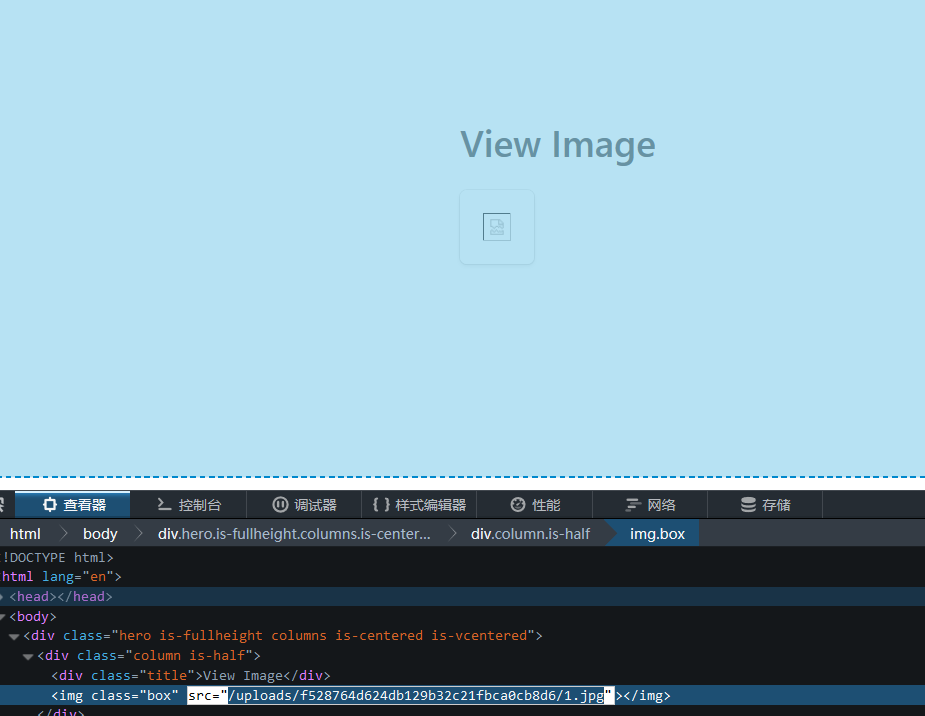 View Image
查看器 控制台 调试器 { } 样式编辑器 性能 网络 存储
html body div.hero.is-fullheight.columns.is-center... div.column.is-half img.box
!DOCTYPE html>
html lang="en">
<head></head>
<body>
<div class="hero is-fullheight columns is-centered is-vcentered">
<div class="column is-half">
<div class="title">View Image</div>
<img class="box" src="/uploads/f528764d624db129b32c21fbca0cb8d6/1.jpg"></img>
</div>